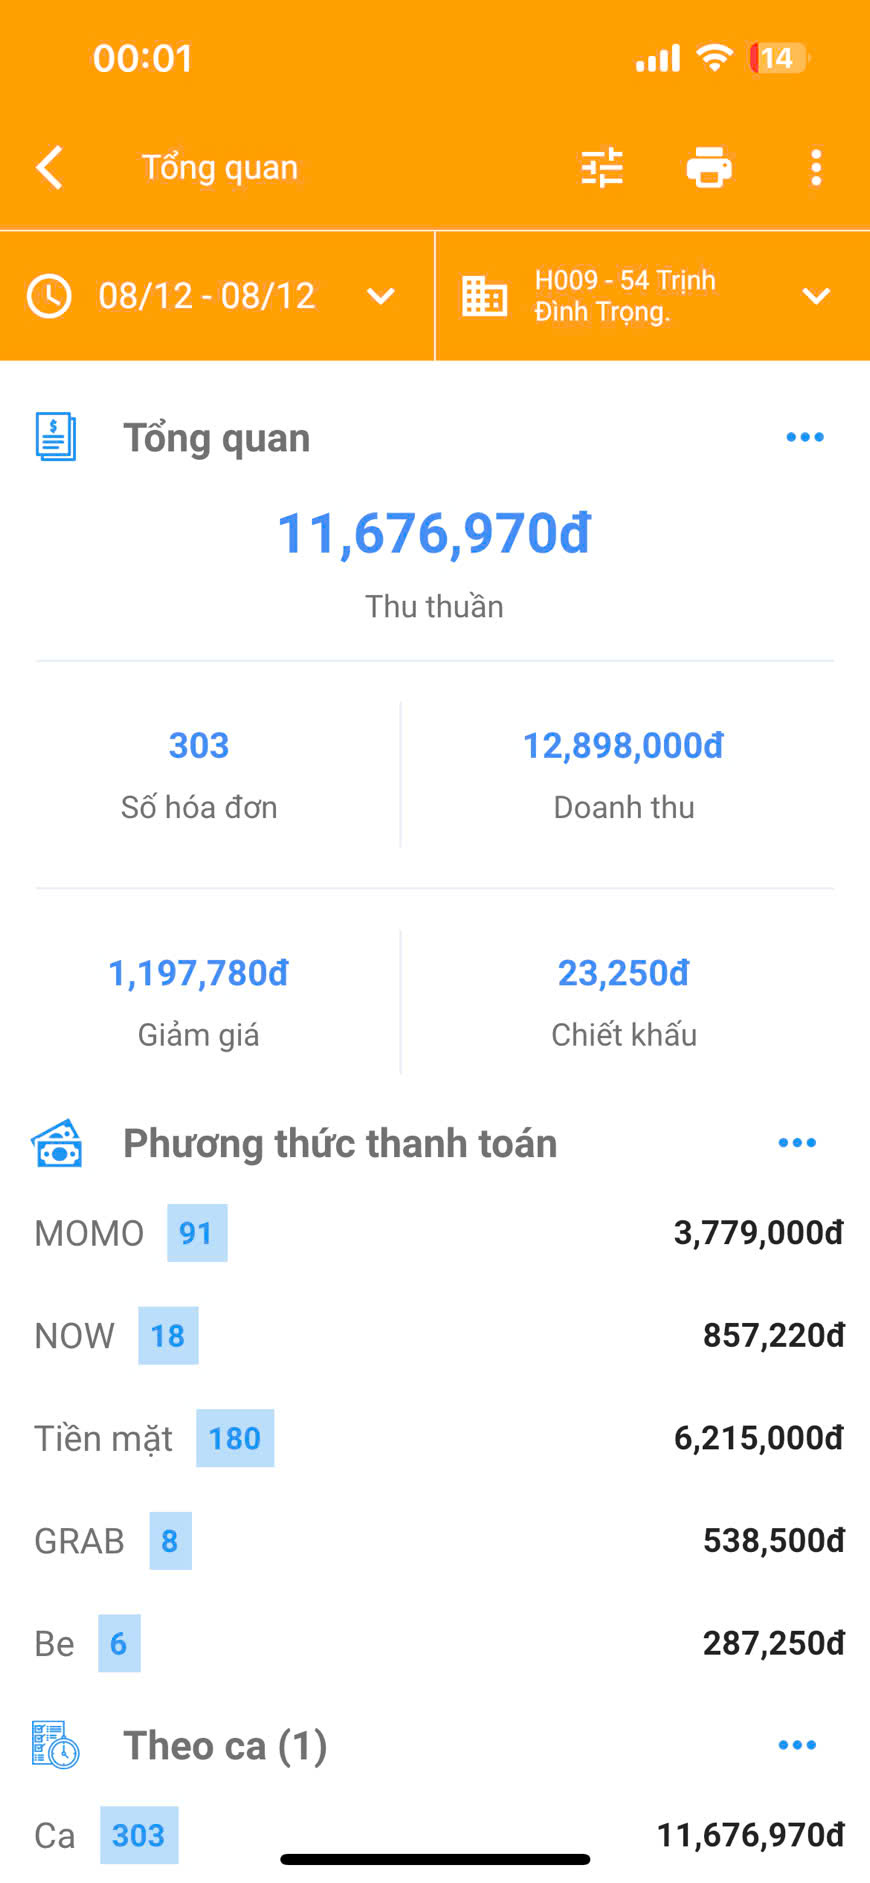 00:01
14
Tổng quan
08/12 - 08/12
H009 - 54 Trịnh
Đình Trọng.
Tổng quan
11,676,970đ
Thu thuần
303
12,898,000đ
Số hóa đơn
Doanh thu
1,197,780đ
23,250đ
Giảm giá
Chiết khấu
Phương thức thanh toán
MOMO 91 3,779,000đ
NOW 18 857,220đ
Tiền mặt 180 6,215,000đ
GRAB 8 538,500đ
Be 6 287,250đ
Theo ca (1)
Ca 303 11,676,970đ